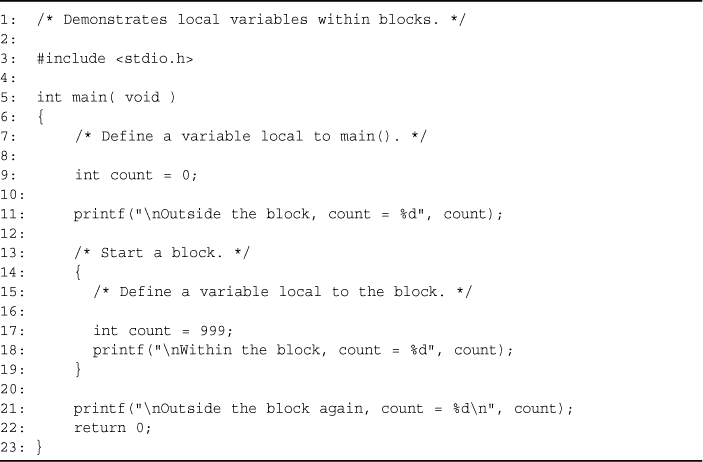 1: /* Demonstrates local variables within blocks. */
2:
3: #include <stdio.h>
4:
5: int main( void )
6: {
7: /* Define a variable local to main(). */
8:
9: int count = 0;
10:
11: printf("\nOutside the block, count = %d", count);
12:
13: /* Start a block. */
14: {
15: /* Define a variable local to the block. */
16:
17: int count = 999;
18: printf("\nWithin the block, count = %d", count);
19: }
20:
21: printf("\nOutside the block again, count = %d\n", count);
22: return 0;
23: }